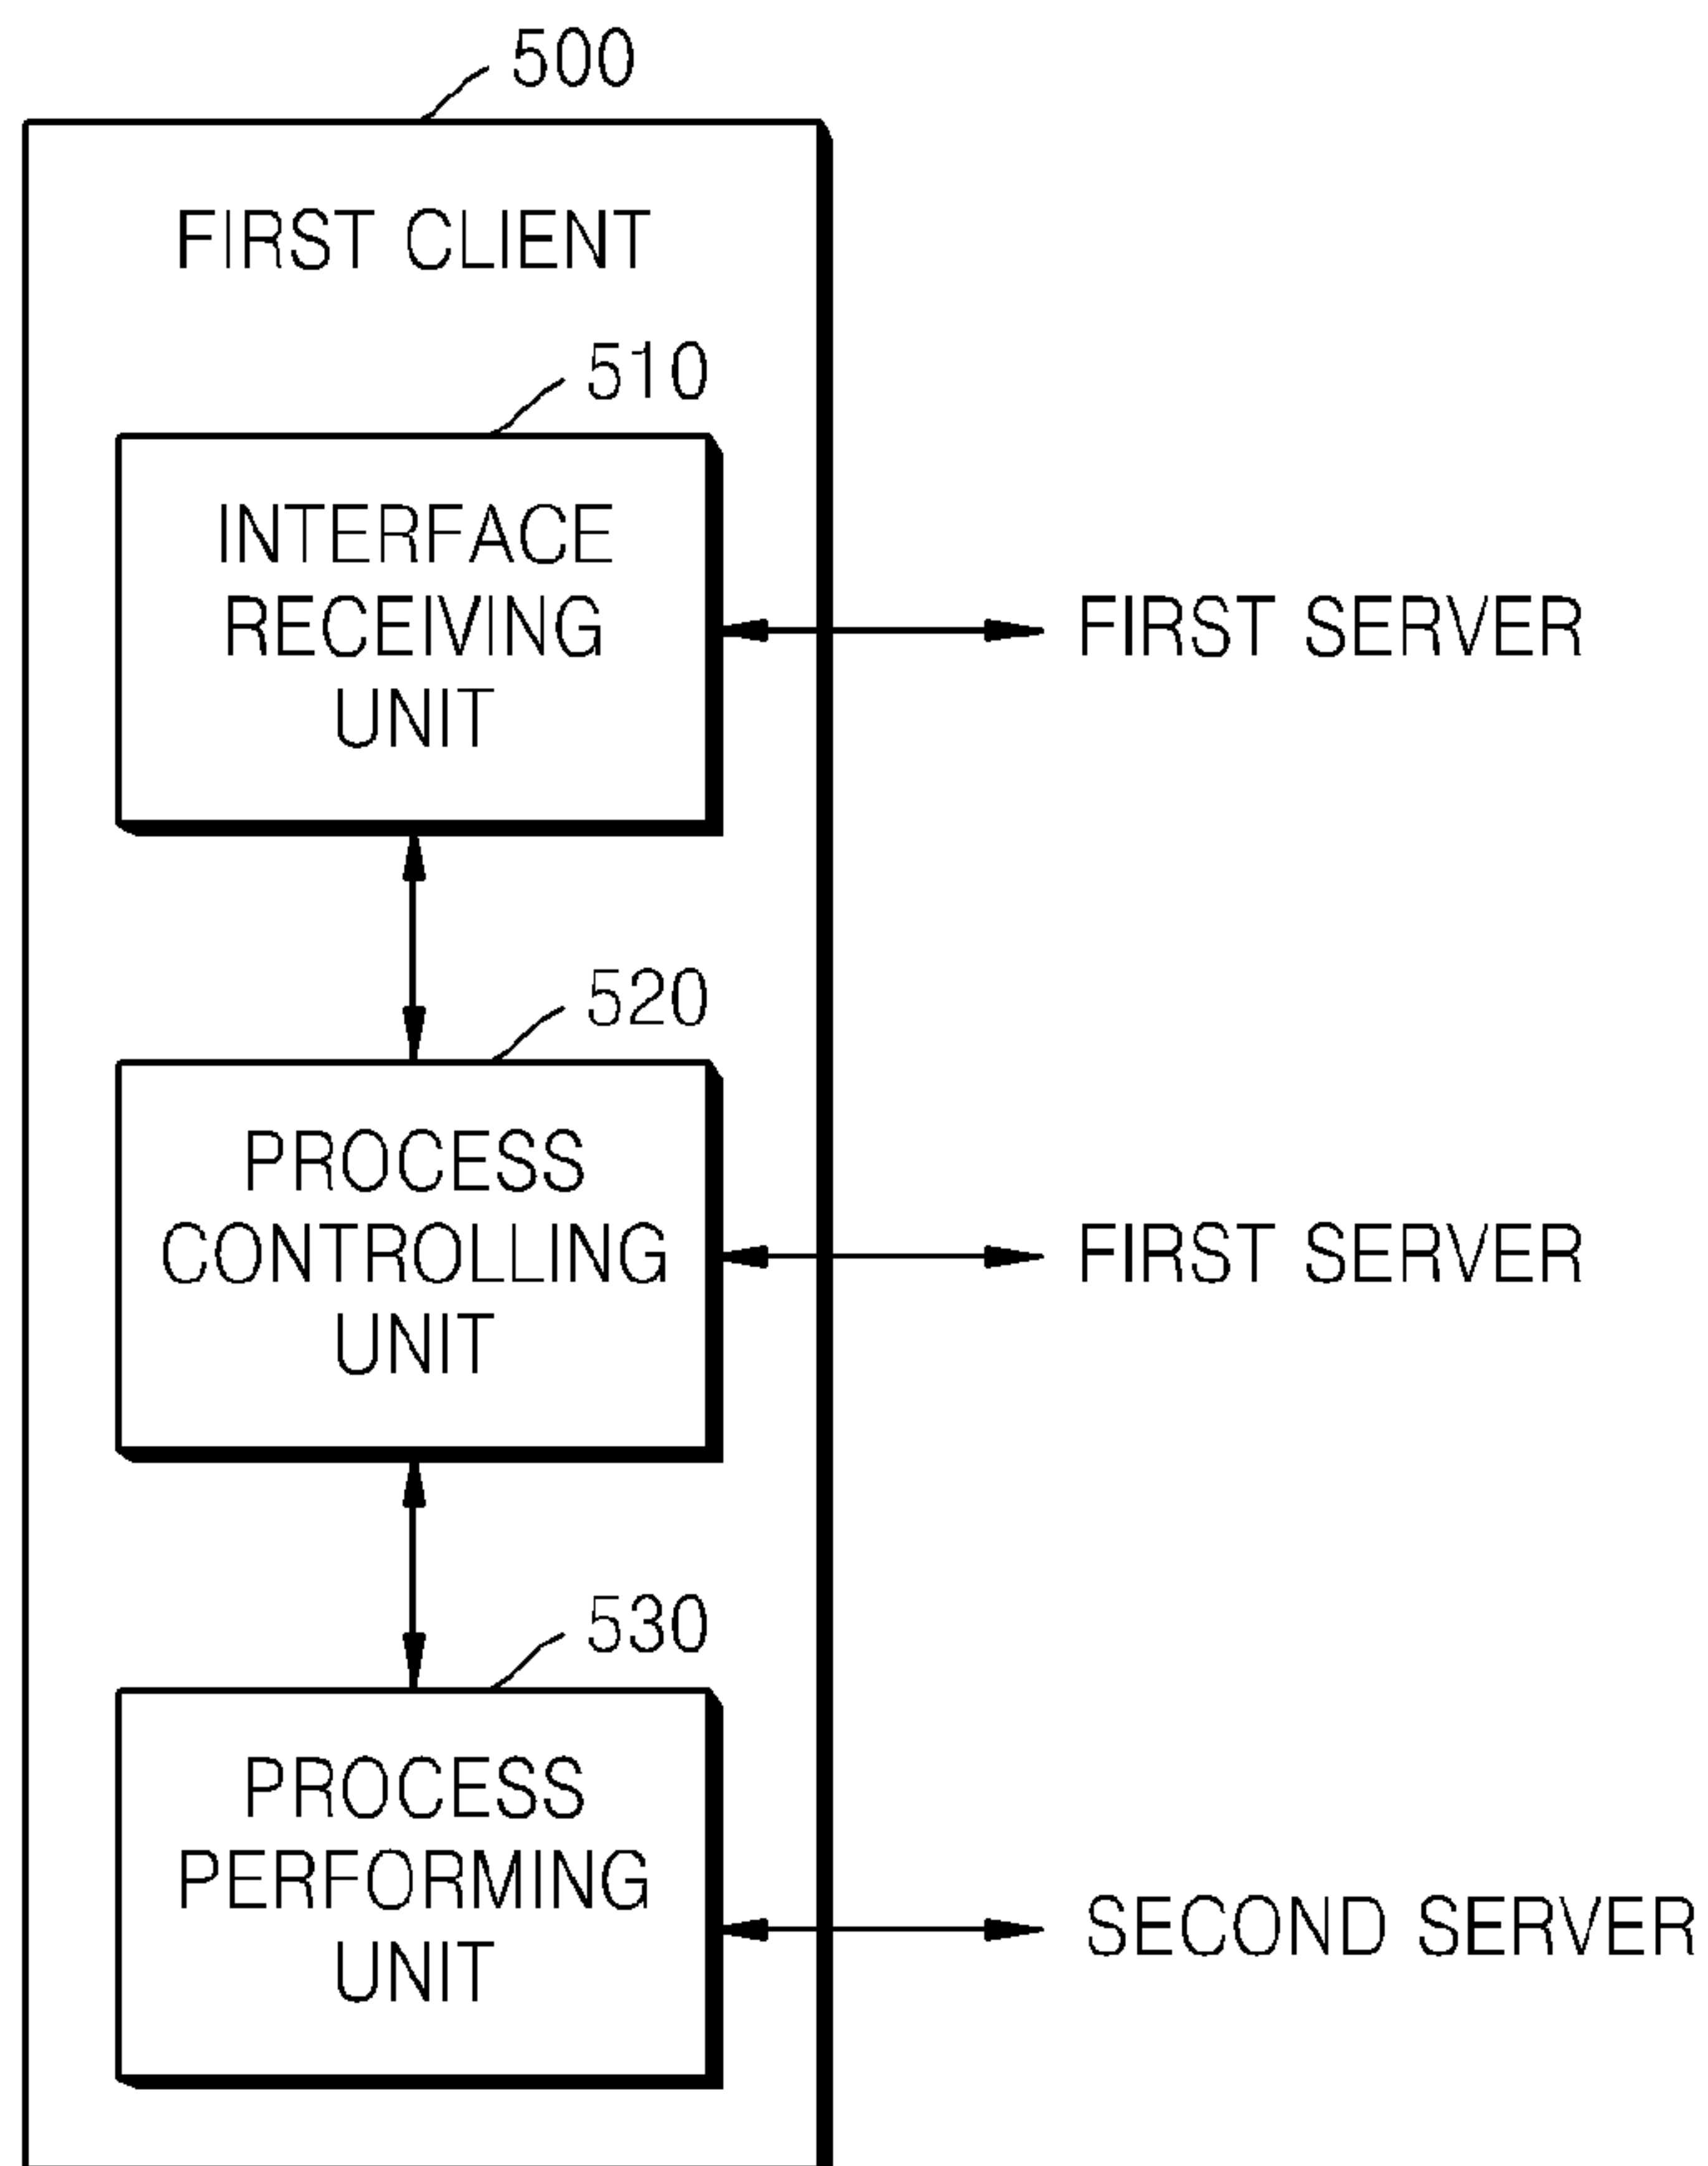 500
FIRST CLIENT
510
INTERFACE
RECEIVING
UNIT
FIRST SERVER
520
PROCESS
CONTROLLING
UNIT
FIRST SERVER
530
PROCESS
PERFORMING
UNIT
SECOND SERVER